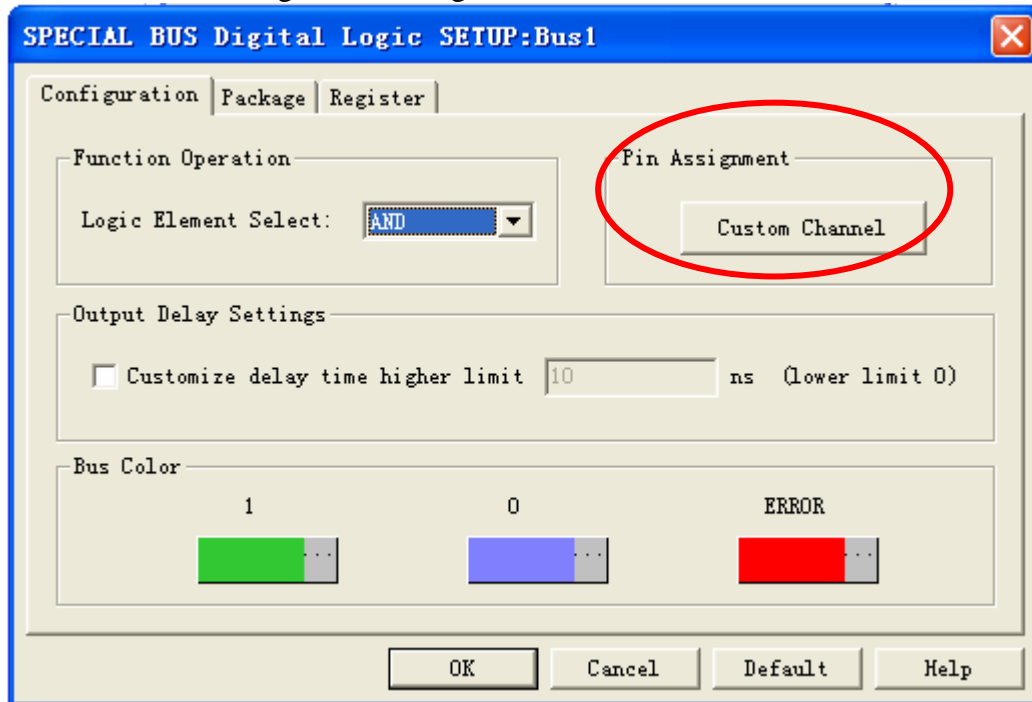 SPECIAL BUS Digital Logic SETUP:Bus1
Configuration Package Register
Function Operation Pin Assignment
Logic Element Select: AND Custom Channel
Output Delay Settings
Customize delay time higher limit 10 ns (lower limit 0)
Bus Color
1 0 ERROR
... ... ...
OK Cancel Default Help